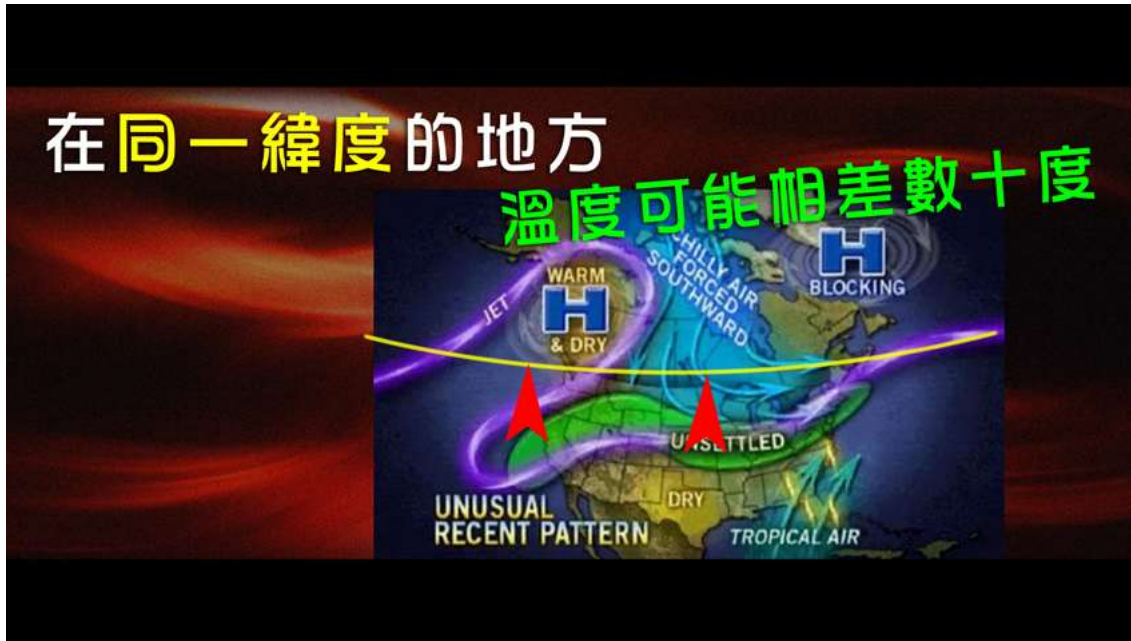 在同一緯度的地方
溫度可能相差數十度
CHILLY AIR
FORCED
SOUTHWARD
H
BLOCKING
WARM
H
& DRY
JET
UNSETTLED
DRY
UNUSUAL
RECENT PATTERN
TROPICAL AIR